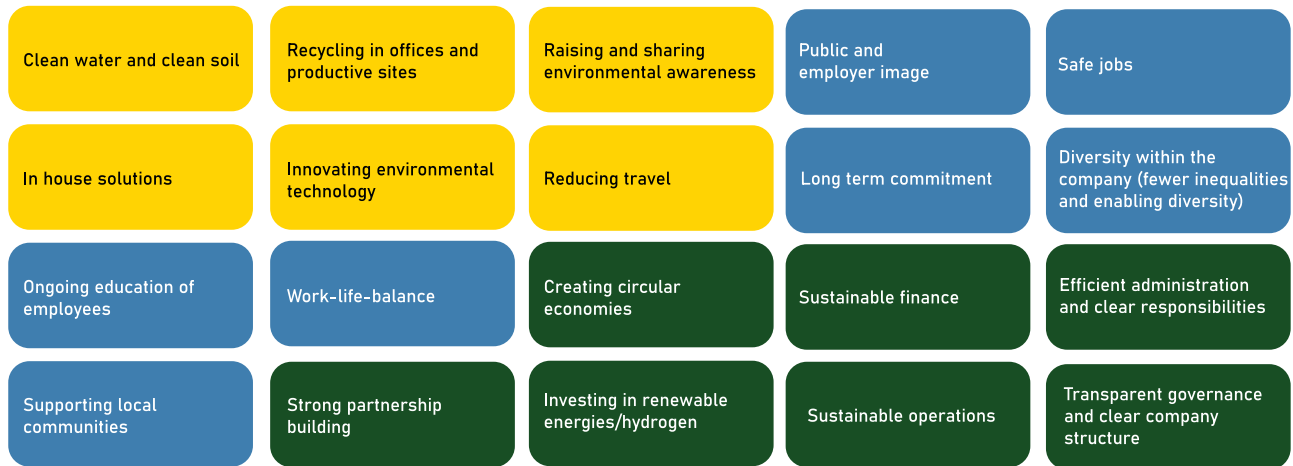 Clean water and clean soil
Recycling in offices and
productive sites
Raising and sharing
environmental awareness
Public and
employer image
Safe jobs
In house solutions
Innovating environmental
technology
Reducing travel
Long term commitment
Diversity within the
company (fewer inequalities
and enabling diversity)
Ongoing education of
employees
Work-life-balance
Creating circular
economies
Sustainable finance
Efficient administration
and clear responsibilities
Supporting local
communities
Strong partnership
building
Investing in renewable
energies/hydrogen
Sustainable operations
Transparent governance
and clear company
structure